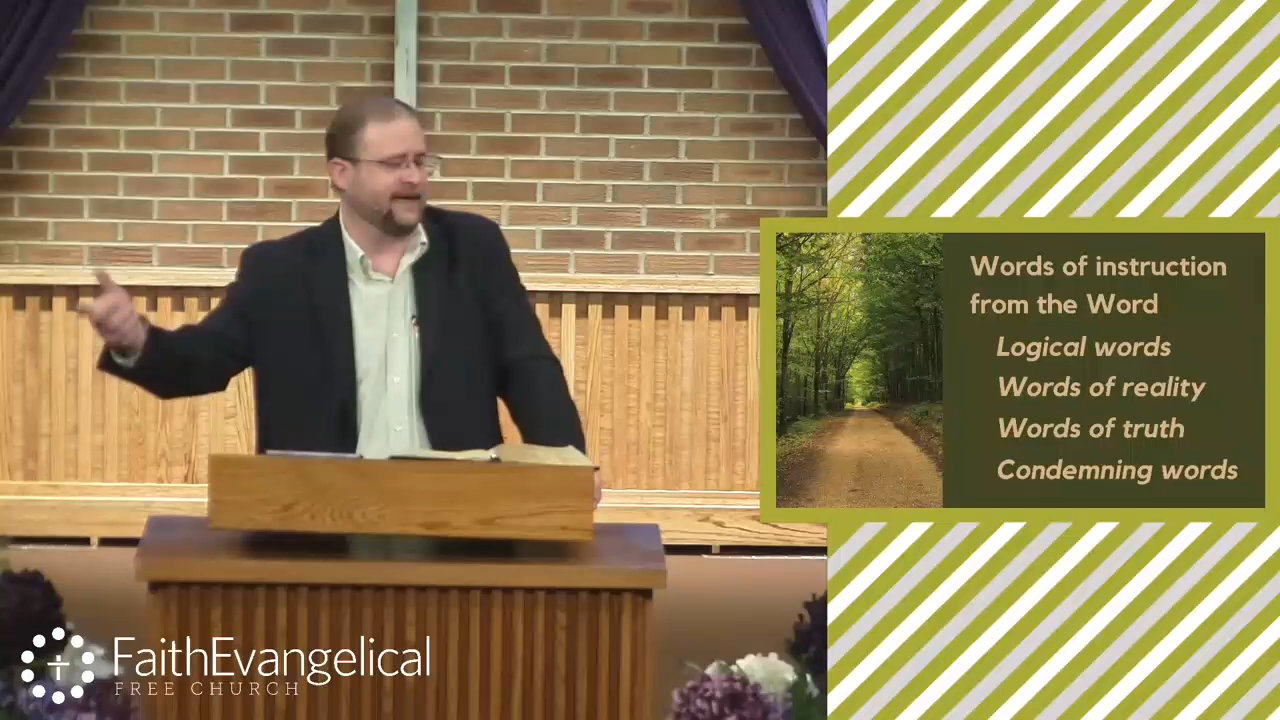 Words of instruction
from the Word
Logical words
Words of reality
Words of truth
Condemning words
FaithEvangelical
FREE CHURCH